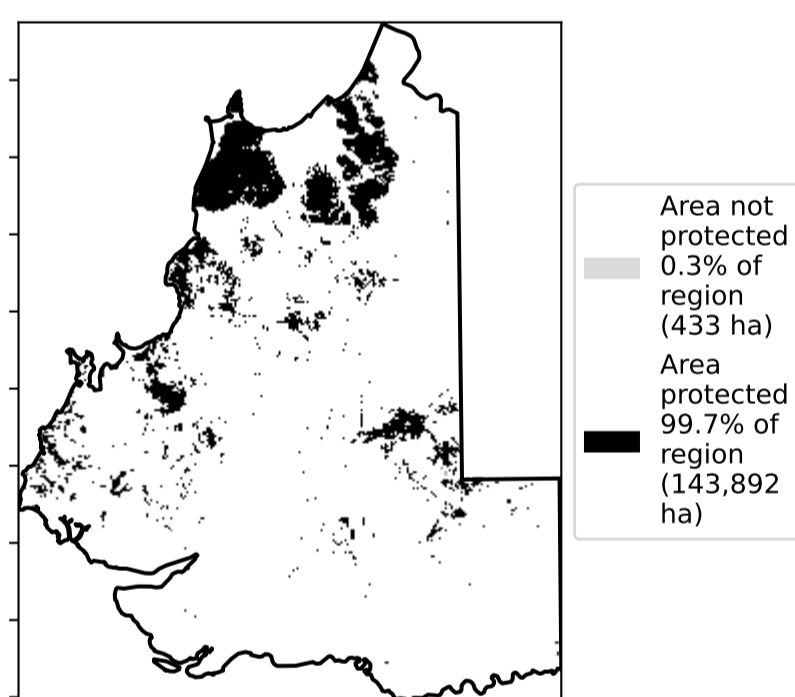 Area not
protected
0.3% of
region
(433 ha)
Area
protected
99.7% of
region
(143,892
ha)